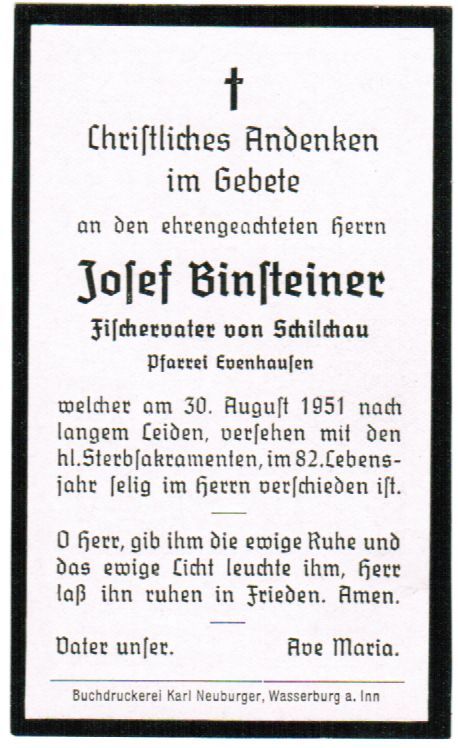 Christliches Andenken
im Gebete
an den ehrengeachteten Herrn
Josef Binsteiner
Fischervater von Schilchau
Pfarrei Evenhausen
welcher am 30. August 1951 nach
langem Leiden, versehen mit den
hl. Sterbsakramenten, im 82. Lebens-
jahr selig im Herrn verschieden ist.
O Herr, gib ihm die ewige Ruhe und
das ewige Licht leuchte ihm, Herr
laß ihn ruhen in Frieden. Amen.
Vater unser. Ave Maria.
Buchdruckerei Karl Neuburger, Wasserburg a. Inn